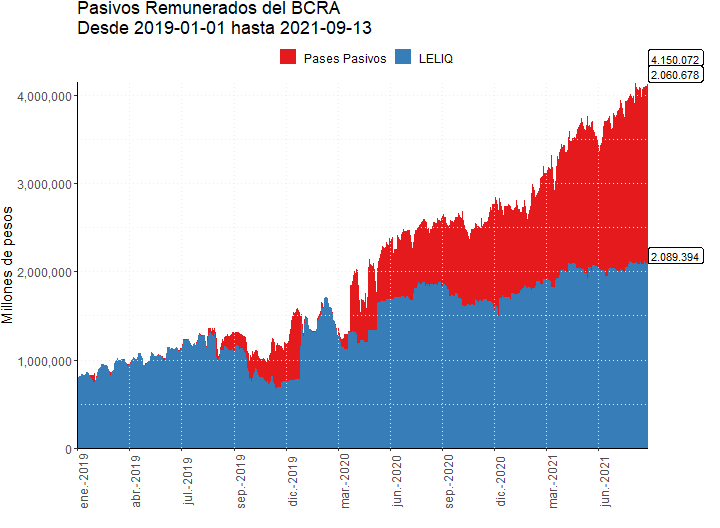 Pasivos Remunerados del BCRA
Desde 2019-01-01 hasta 2021-09-13
Pases Pasivos LELIQ
4.150.072
2.060.678
2.089.394
Millones de pesos
4,000,000
3,000,000
2,000,000
1,000,000
0
ene.-2019
abr.-2019
jul.-2019
sep.-2019
dic.-2019
mar.-2020
jun.-2020
sep.-2020
dic.-2020
mar.-2021
jun.-2021